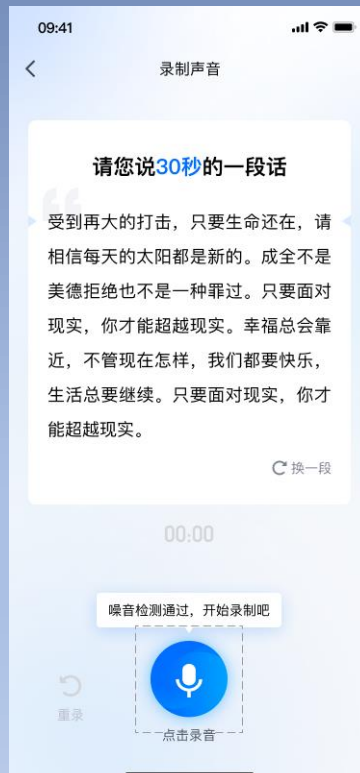 09:41
录制声音
请您说30秒的一段话
受到再大的打击，只要生命还在，请
相信每天的太阳都是新的。成全不是
美德拒绝也不是一种罪过。只要面对
现实，你才能超越现实。幸福总会靠
近，不管现在怎样，我们都要快乐，
生活总要继续。只要面对现实，你才
能超越现实。
换一段
00:00
噪音检测通过，开始录制吧
重录
点击录音